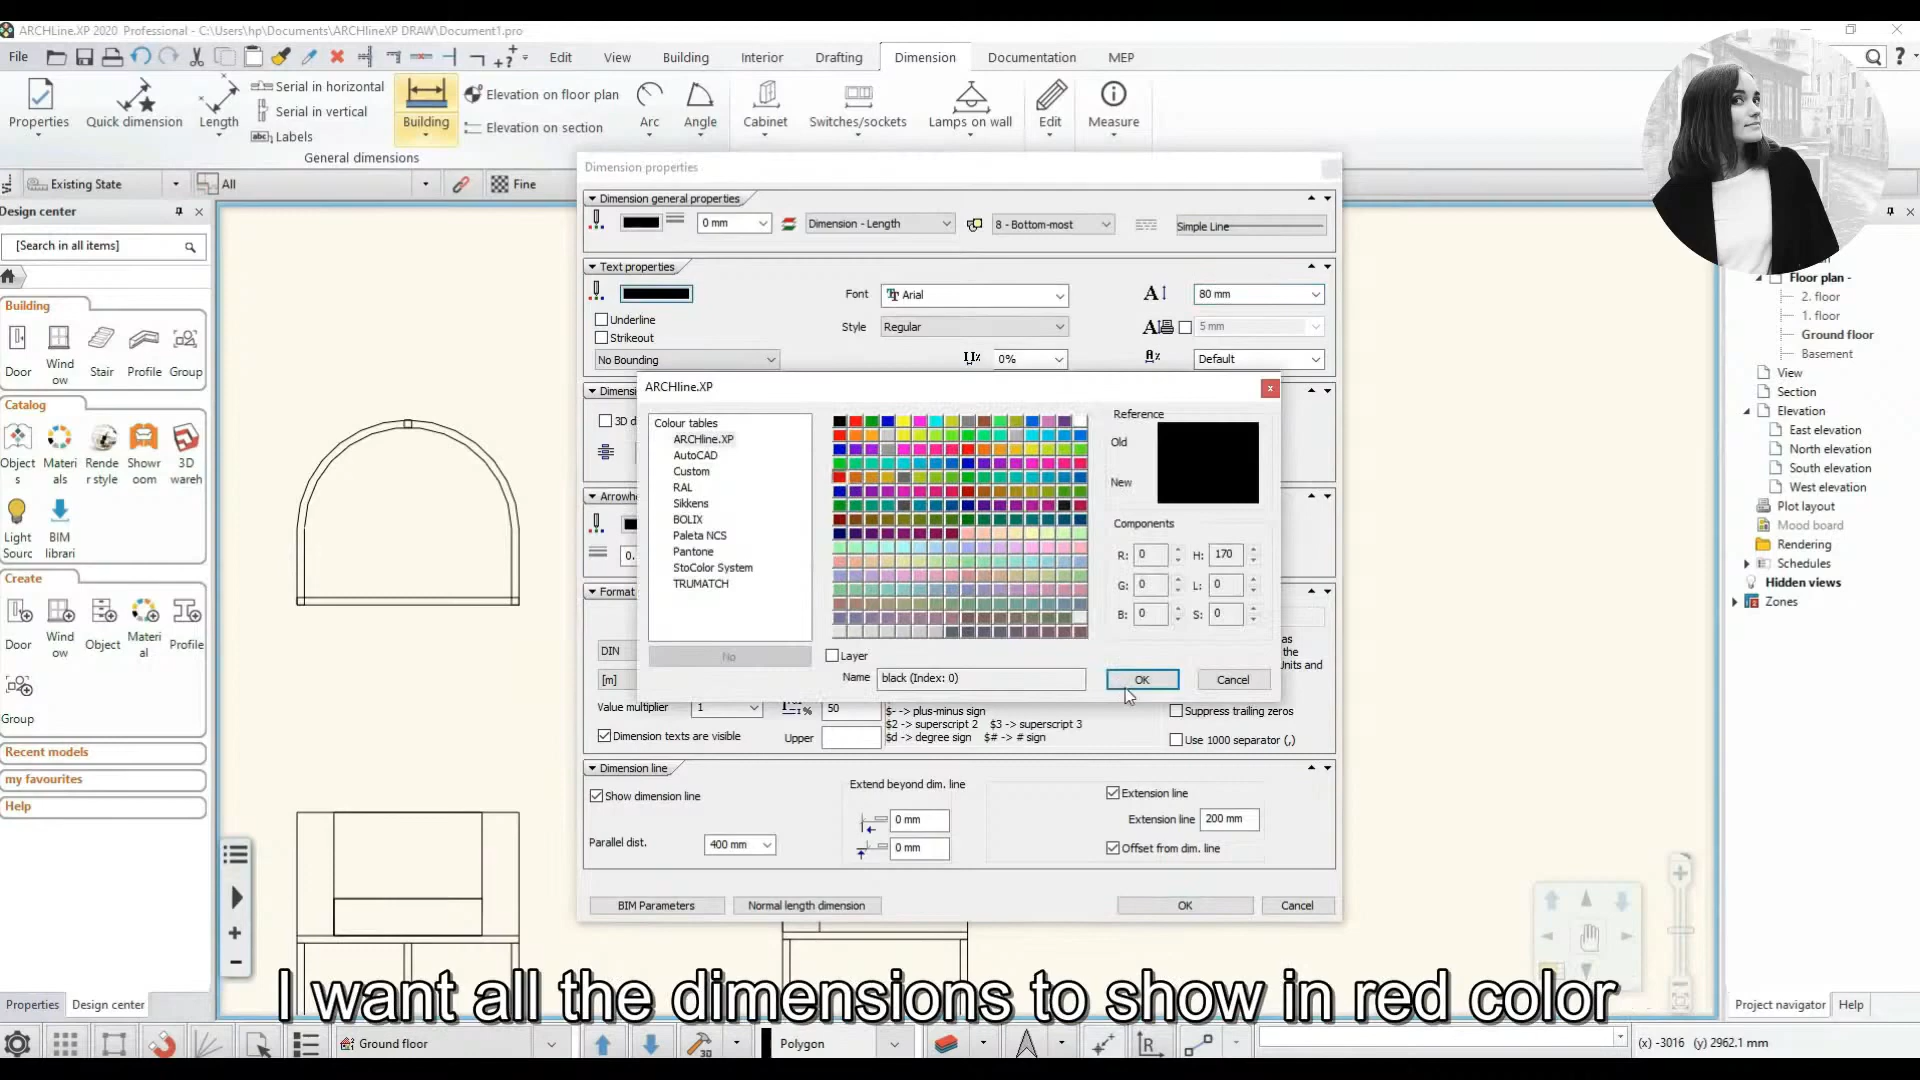 ARCHLine.XP 2020 Professional - C:\Users\hp\Documents\ARCHlineXP DRAW\Document1.pro
File Edit View Building Interior Drafting Dimension Documentation MEP
Properties Quick dimension Length Serial in horizontal Serial in vertical Labels Building Elevation on floor plan Elevation on section Arc Angle Cabinet Switches/sockets Lamps on wall Edit Measure
General dimensions
Existing State All Fine
Design center
[Search in all items]
Building
Door Wind ow Stair Profile Group
Catalog
Object s Materi als Rende r style Showr oom 3D wareh
Light Sourc BIM librari
Create
Door Wind ow Object Materi al Profile
Group
Recent models
my favourites
Help
Properties Design center
Dimension properties
Dimension general properties
0 mm Dimension - Length 8 - Bottom-most Simple Line
Text properties
Font Arial 80 mm
Underline
Style Regular 5 mm
Strikeout
No Bounding 0% Default
Dimensi
3D d
Arrowhe
0.
Format
DIN
[m]
as
the
Units and
ARCHline.XP
Colour tables
ARCHline.XP
AutoCAD
Custom
RAL
Sikkens
BOLIX
Paleta NCS
Pantone
StoColor System
TRUMATCH
No
Reference
Old
New
Components
R: 0 H: 170
G: 0 L: 0
B: 0 S: 0
Layer
Name black (Index: 0)
OK Cancel
Value multiplier 1 50
Dimension texts are visible Upper
$- -> plus-minus sign
$2 -> superscript 2 $3 -> superscript 3
$d -> degree sign $# -> # sign
Suppress trailing zeros
Use 1000 separator (,)
Dimension line
Show dimension line
Extend beyond dim. line
0 mm
0 mm
Parallel dist. 400 mm
Extension line
Extension line 200 mm
Offset from dim. line
BIM Parameters Normal length dimension OK Cancel
Floor plan -
2. floor
1. floor
Ground floor
Basement
View
Section
Elevation
East elevation
North elevation
South elevation
West elevation
Plot layout
Mood board
Rendering
Schedules
Hidden views
Zones
Project navigator Help
I want all the dimensions to show in red color
Ground floor Polygon (x) -3016 (y) 2962.1 mm